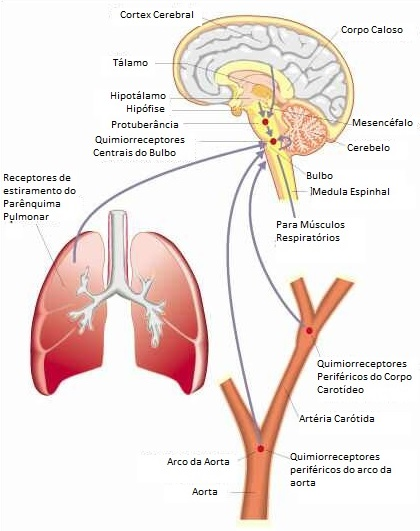 Cortex Cerebral
Corpo Caloso
Tálamo
Hipotálamo
Hipófise
Protuberância
Quimiorreceptores
Centrais do Bulbo
Mesencéfalo
Cerebelo
Bulbo
Medula Espinhal
Receptores de
estiramento do
Parênquima
Pulmonar
Para Músculos
Respiratórios
Quimiorreceptores
Periféricos do Corpo
Carotídeo
Artéria Carótida
Arco da Aorta
Quimiorreceptores
periféricos do arco da
aorta
Aorta